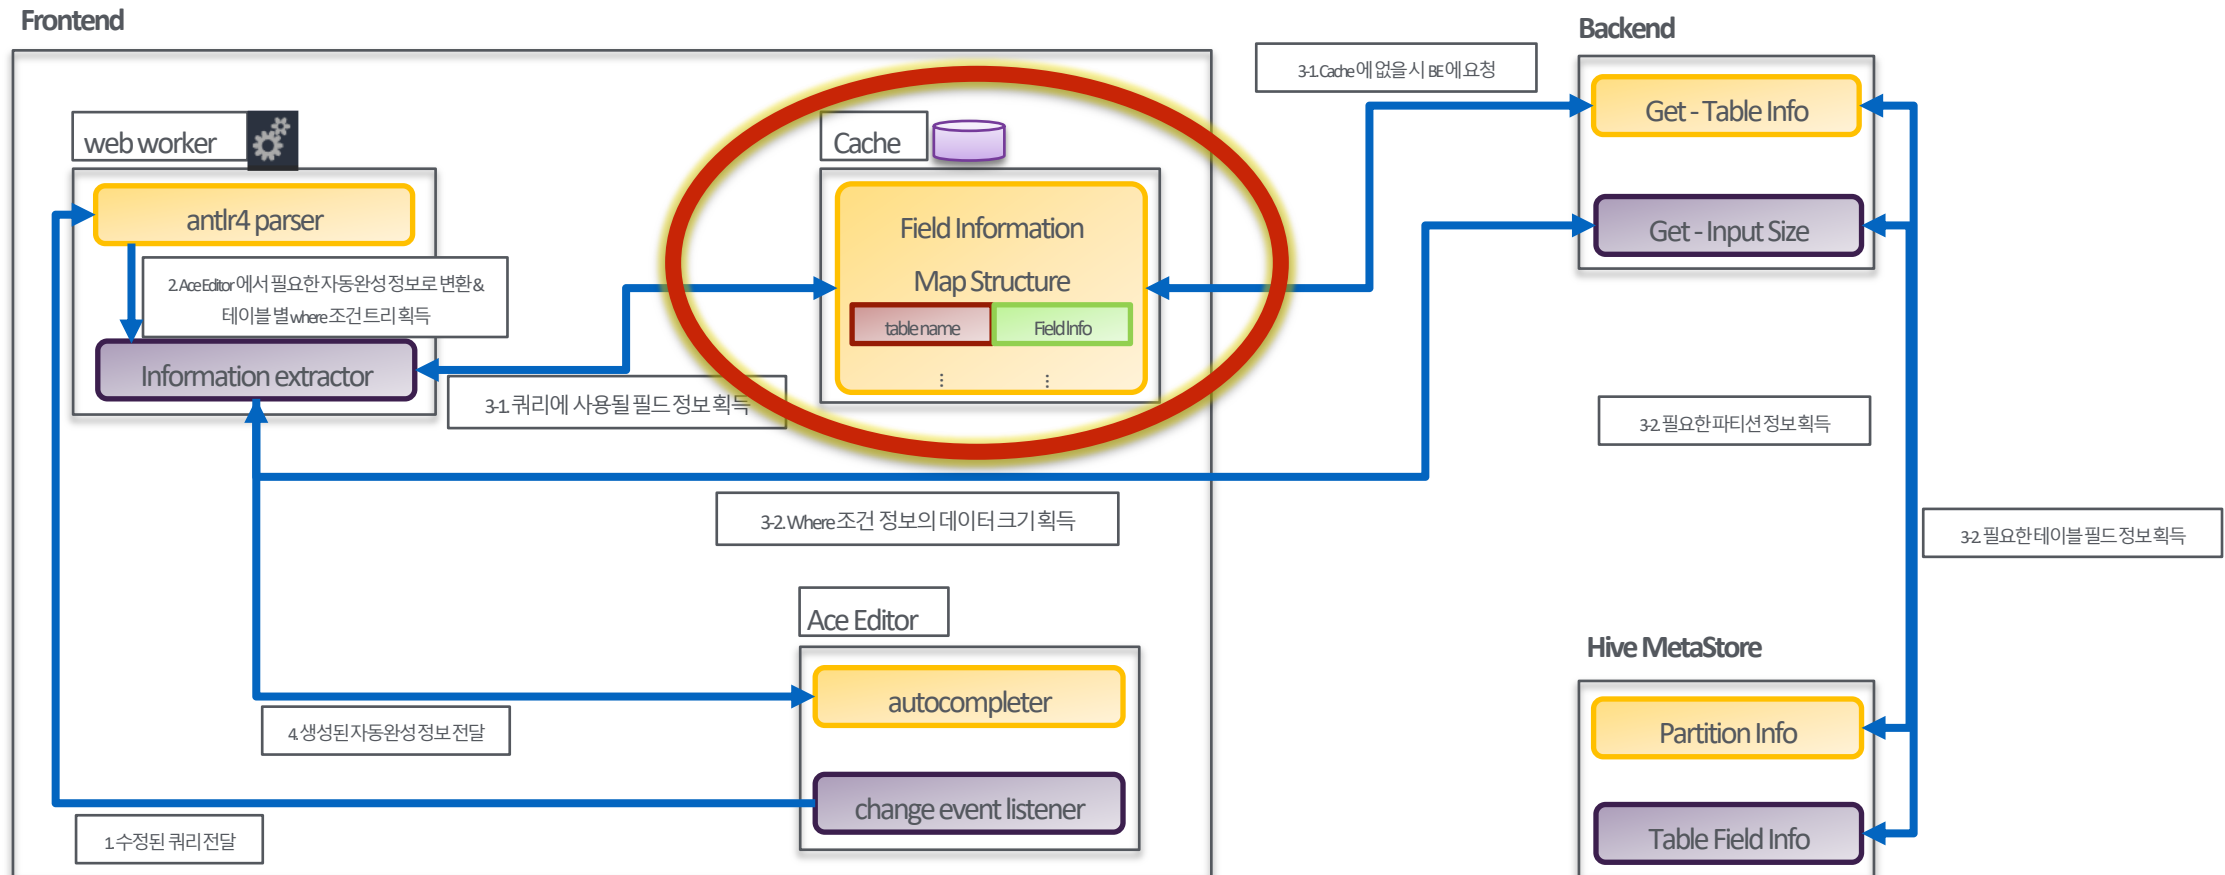 Frontend
Backend
3-1. Cache에 없을 시 BE에 요청
web worker
Cache
Get - Table Info
antlr4 parser
Field Information
Map Structure
Get - Input Size
2. Ace Editor에서 필요한 자동완성 정보로 변환 &
테이블 별 where 조건 트리 획득
table name
Field Info
Information extractor
⋮ ⋮
3-1. 쿼리에 사용될 필드 정보 획득
3-2. 필요한 파티션 정보 획득
3-2. Where 조건 정보의 데이터 크기 획득
3-2. 필요한 테이블 필드 정보 획득
Ace Editor
Hive MetaStore
autocompleter
4. 생성된 자동완성 정보 전달
Partition Info
change event listener
1. 수정된 쿼리 전달
Table Field Info